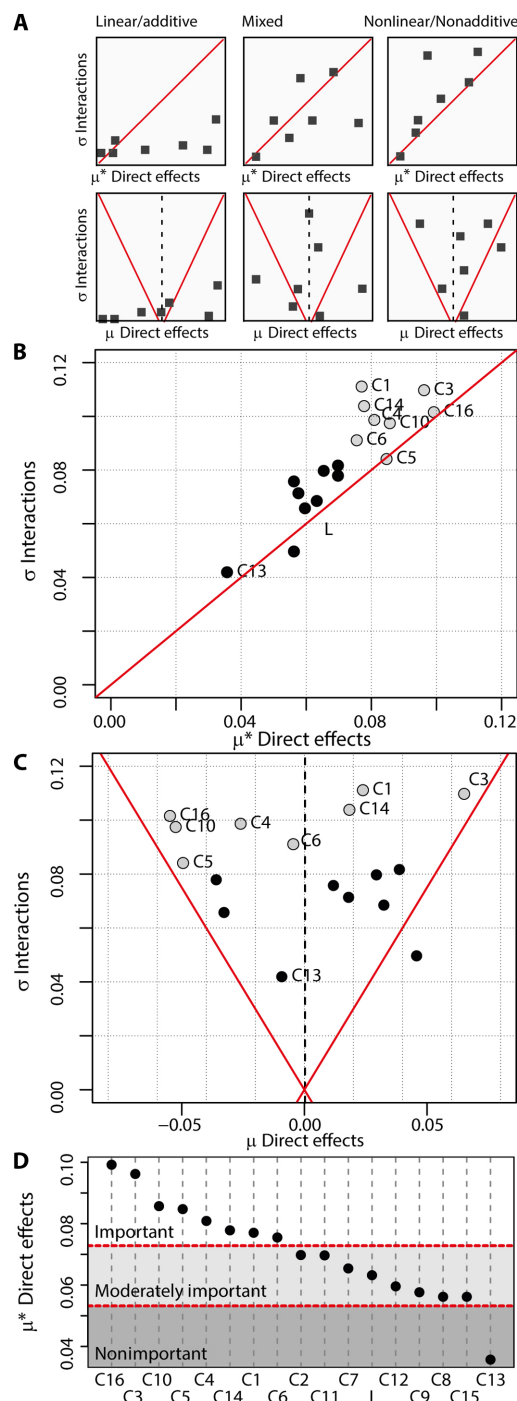 A
Linear/additive
Mixed
Nonlinear/Nonadditive
σ Interactions
μ* Direct effects
μ* Direct effects
μ* Direct effects
σ Interactions
μ Direct effects
μ Direct effects
μ Direct effects
B
0.12
0.08
0.04
0.00
σ Interactions
C1
C3
C14
C4
C16
C10
C6
C5
L
C13
0.00
0.04
0.08
0.12
μ* Direct effects
C
0.12
0.08
0.04
0.00
σ Interactions
C1
C3
C16
C14
C10
C4
C6
C5
C13
−0.05
0.00
0.05
μ Direct effects
D
0.10
0.08
0.06
0.04
μ* Direct effects
Important
Moderately important
Nonimportant
C16 C10 C4 C1 C2 C7 C12 C8 C13
C3 C5 C14 C6 C11 L C9 C15